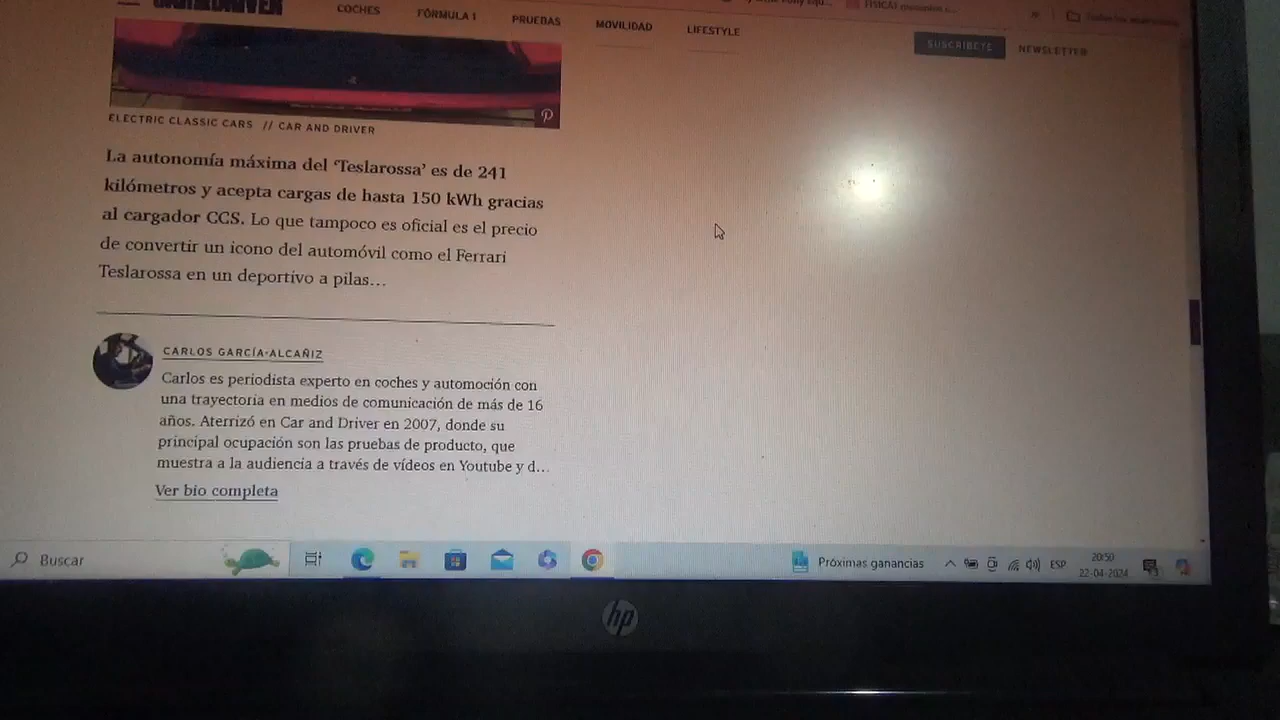 COCHES FÓRMULA 1 PRUEBAS MOVILIDAD LIFESTYLE
SUSCRÍBETE NEWSLETTER
ELECTRIC CLASSIC CARS // CAR AND DRIVER
La autonomía máxima del ‘Teslarossa’ es de 241
kilómetros y acepta cargas de hasta 150 kWh gracias
al cargador CCS. Lo que tampoco es oficial es el precio
de convertir un icono del automóvil como el Ferrari
Teslarossa en un deportivo a pilas…
CARLOS GARCÍA-ALCAÑIZ
Carlos es periodista experto en coches y automoción con
una trayectoria en medios de comunicación de más de 16
años. Aterrizó en Car and Driver en 2007, donde su
principal ocupación son las pruebas de producto, que
muestra a la audiencia a través de vídeos en Youtube y d…
Ver bio completa
Buscar
Próximas ganancias
ESP
20:50
22-04-2024
hp